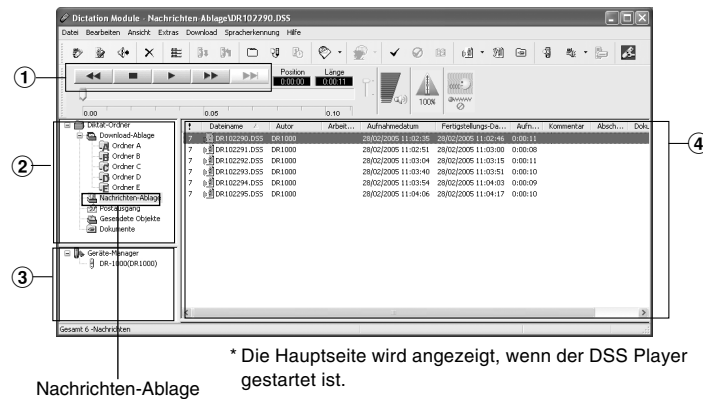 Dictation Module - Nachrichten-Ablage\DR102290.DSS
Datei Bearbeiten Ansicht Extras Download Spracherkennung Hilfe
1
Position Länge
0:00:00 0:00:11
100%
0:00 0:05 0:10
2
Diktat-Ordner
Download-Ablage
Ordner A
Ordner B
Ordner C
Ordner D
Ordner E
Nachrichten-Ablage
Postausgang
Gesendete Objekte
Dokumente
3
Geräte-Manager
DR-1000(DR1000)
4
! Dateiname / Autor Arbeit... Aufnahmedatum Fertigstellungs-Da... Aufn... Kommentar Absch... Doku
7 DR102290.DSS DR1000 28/02/2005 11:02:35 28/02/2005 11:02:46 0:00:11
7 DR102291.DSS DR1000 28/02/2005 11:02:51 28/02/2005 11:03:00 0:00:08
7 DR102292.DSS DR1000 28/02/2005 11:03:04 28/02/2005 11:03:15 0:00:11
7 DR102293.DSS DR1000 28/02/2005 11:03:40 28/02/2005 11:03:51 0:00:10
7 DR102294.DSS DR1000 28/02/2005 11:03:54 28/02/2005 11:04:03 0:00:09
7 DR102295.DSS DR1000 28/02/2005 11:04:06 28/02/2005 11:04:17 0:00:10
Gesamt 6 -Nachrichten
* Die Hauptseite wird angezeigt, wenn der DSS Player
gestartet ist.
Nachrichten-Ablage